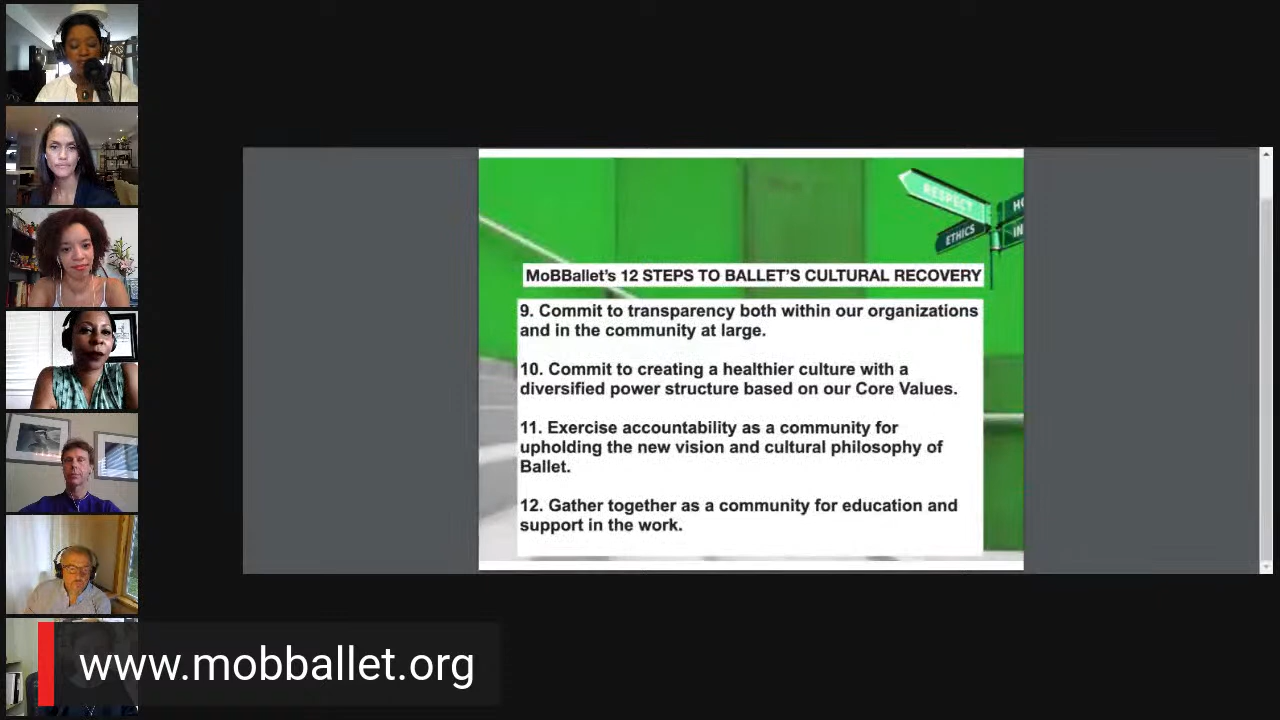 RESPECT
ETHICS
MoBBallet's 12 STEPS TO BALLET'S CULTURAL RECOVERY
9. Commit to transparency both within our organizations
and in the community at large.
10. Commit to creating a healthier culture with a
diversified power structure based on our Core Values.
11. Exercise accountability as a community for
upholding the new vision and cultural philosophy of
Ballet.
12. Gather together as a community for education and
support in the work.
www.mobballet.org